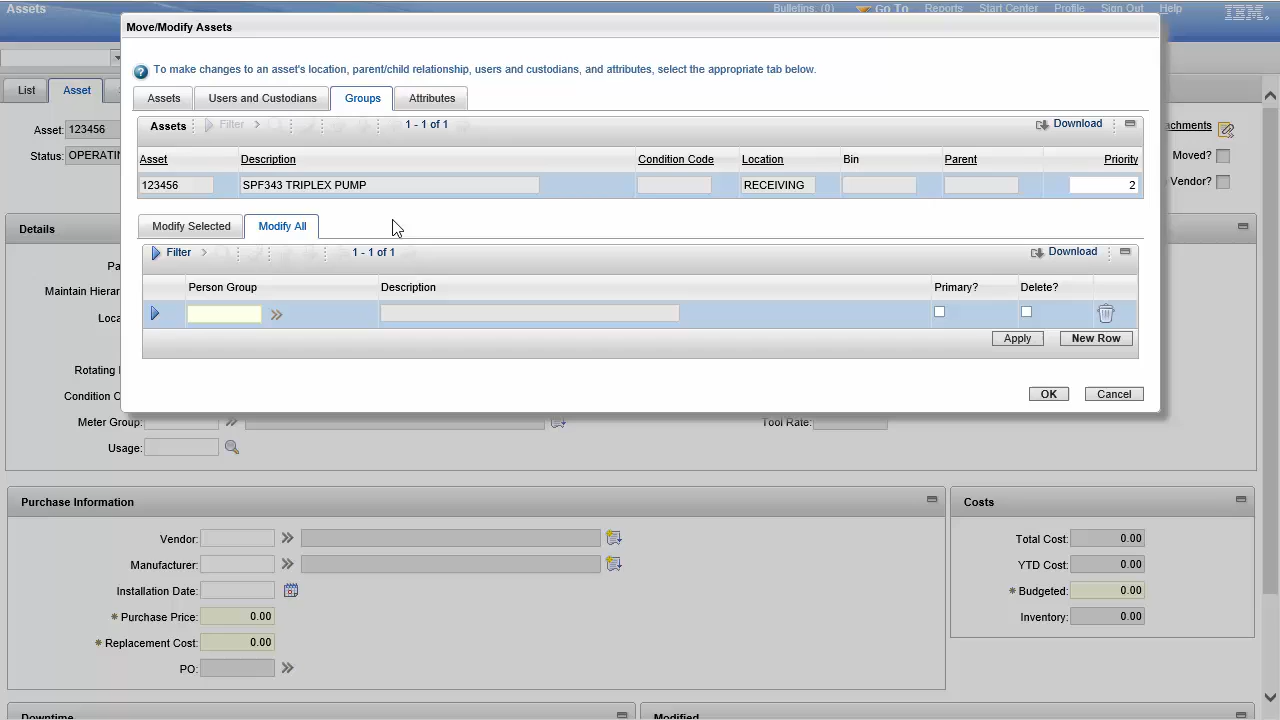 Assets
Bulletins. (0) Go To Reports Start Center Profile Sign Out Help IBM
Move/Modify Assets
To make changes to an asset's location, parent/child relationship, users and custodians, and attributes, select the appropriate tab below.
List Asset
Assets Users and Custodians Groups Attributes
Assets Filter 1 - 1 of 1 Download
Asset: 123456
achments
Status: OPERATIN
Moved?
Vendor?
Asset Description Condition Code Location Bin Parent Priority
123456 SPF343 TRIPLEX PUMP RECEIVING 2
Details
Modify Selected Modify All
Filter 1 - 1 of 1 Download
Pa
Maintain Hierar
Loca
Rotating
Condition C
Person Group Description Primary? Delete?
Apply New Row
OK Cancel
Meter Group: Tool Rate:
Usage:
Purchase Information
Vendor:
Manufacturer:
Installation Date:
* Purchase Price: 0.00
* Replacement Cost: 0.00
PO:
Costs
Total Cost: 0.00
YTD Cost: 0.00
* Budgeted: 0.00
Inventory: 0.00
Downtime Modified